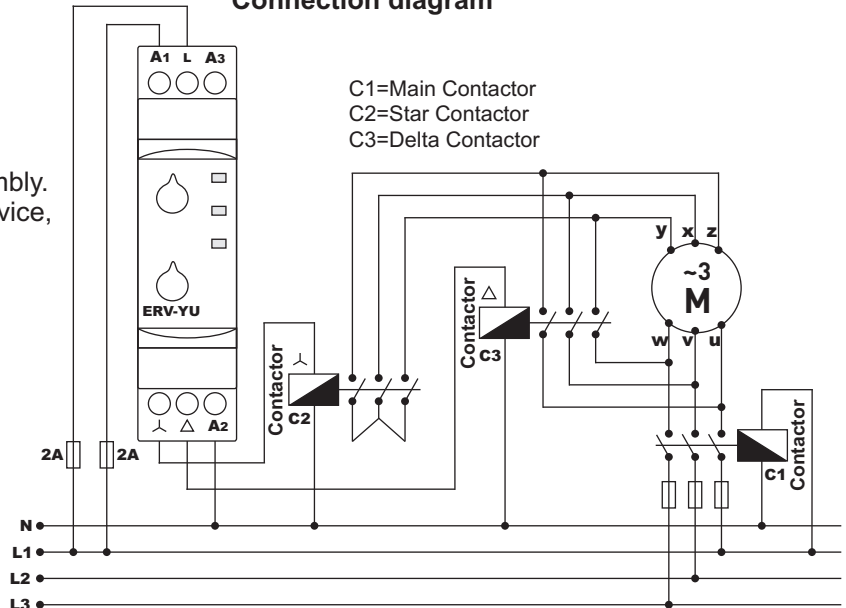 Connection diagram
A1 L A3
C1=Main Contactor
C2=Star Contactor
C3=Delta Contactor
mbly.
vice,
y x z
~3
M
ERV-YU
Contactor
C3
w v u
Contactor
C2
A2
Contactor
C1
2A
2A
N
L1
L2
L3